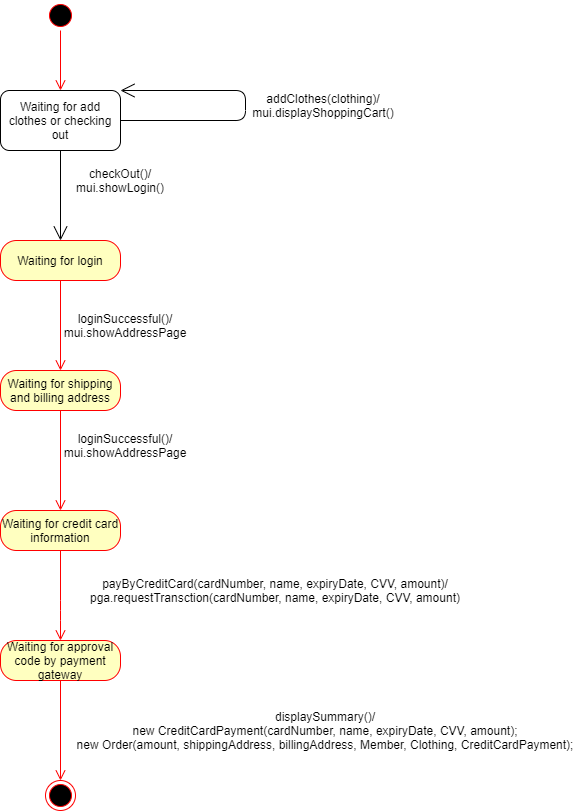 Waiting for add
clothes or checking
out
addClothes(clothing)/
mui.displayShoppingCart()
checkOut()/
mui.showLogin()
Waiting for login
loginSuccessful()/
mui.showAddressPage
Waiting for shipping
and billing address
loginSuccessful()/
mui.showAddressPage
Waiting for credit card
information
payByCreditCard(cardNumber, name, expiryDate, CVV, amount)/
pga.requestTransction(cardNumber, name, expiryDate, CVV, amount)
Waiting for approval
code by payment
gateway
displaySummary()/
new CreditCardPayment(cardNumber, name, expiryDate, CVV, amount);
new Order(amount, shippingAddress, billingAddress, Member, Clothing, CreditCardPayment);